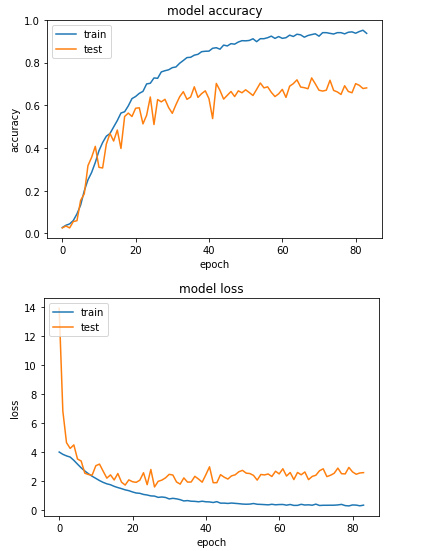 model accuracy
1.0
0.8
0.6
0.4
0.2
0.0
accuracy
train
test
0 20 40 60 80
epoch
model loss
14
12
10
8
6
4
2
0
loss
train
test
0 20 40 60 80
epoch